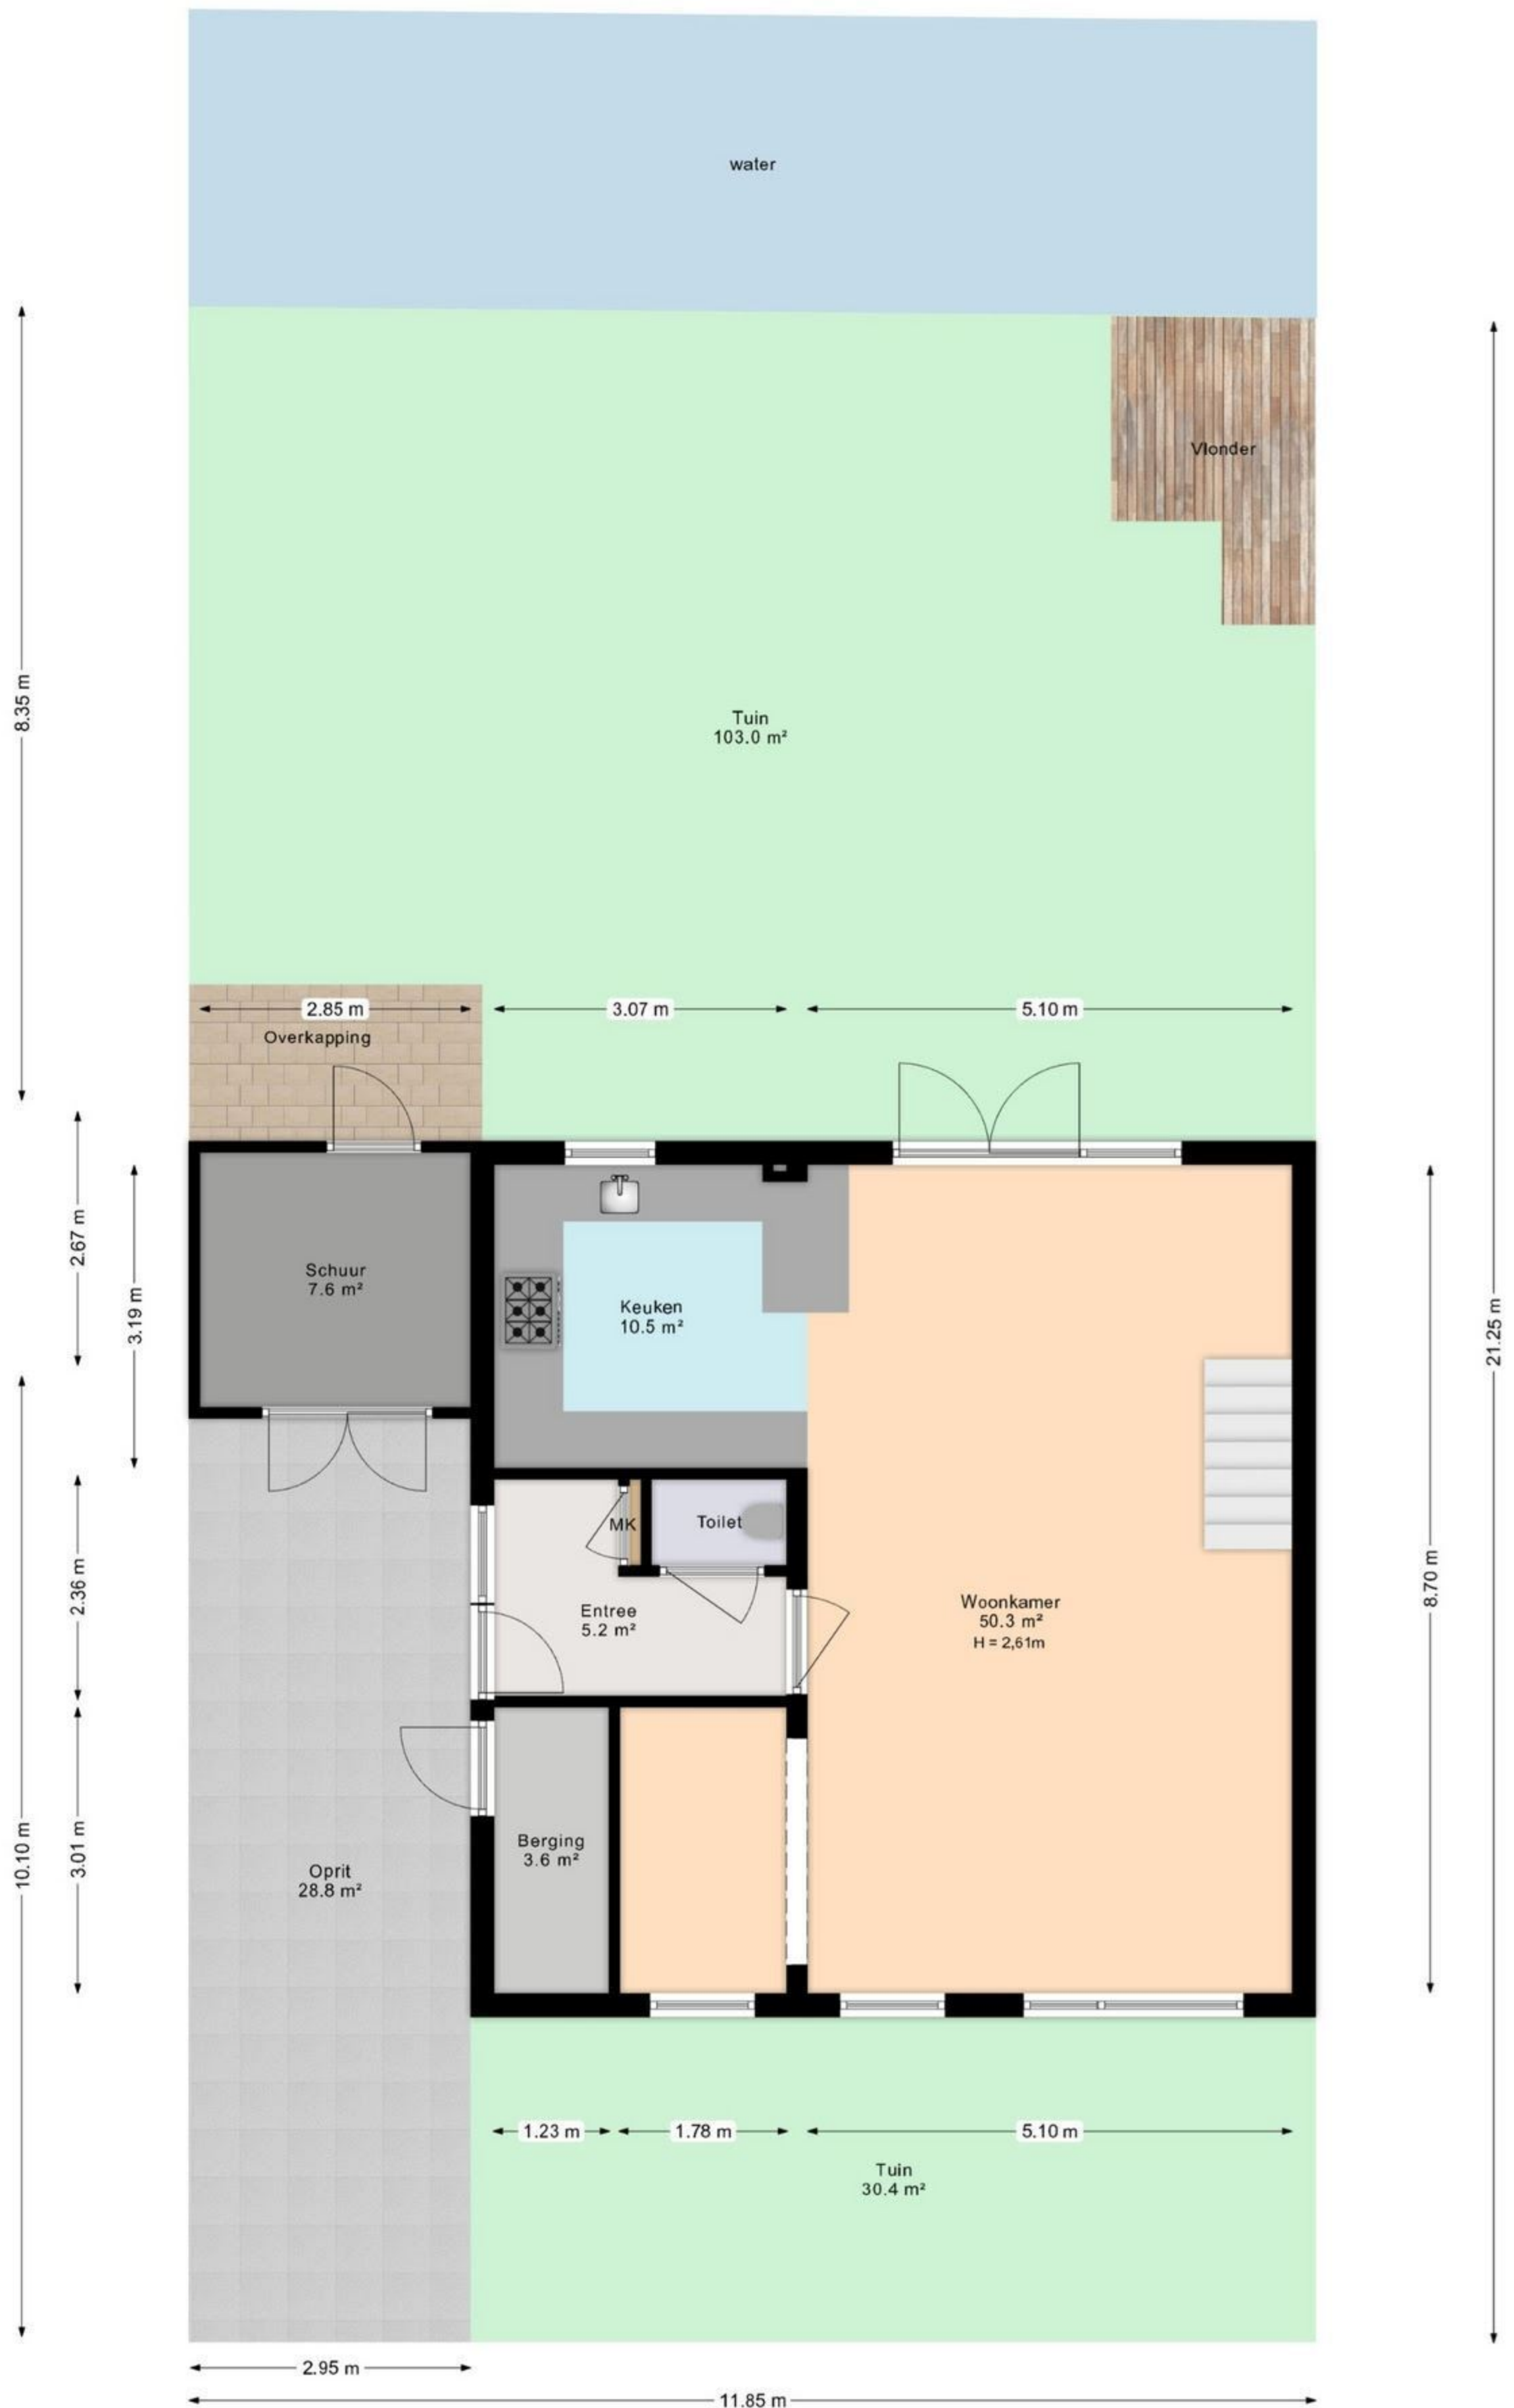 water
Vlonder
8.35 m
Tuin
103.0 m²
2.85 m
3.07 m
5.10 m
Overkapping
2.67 m
3.19 m
Schuur
7.6 m²
Keuken
10.5 m²
21.25 m
MK
Toilet
2.36 m
Entree
5.2 m²
Woonkamer
50.3 m²
H = 2,61m
8.70 m
10.10 m
3.01 m
Oprit
28.8 m²
Berging
3.6 m²
1.23 m
1.78 m
5.10 m
Tuin
30.4 m²
2.95 m
11.85 m